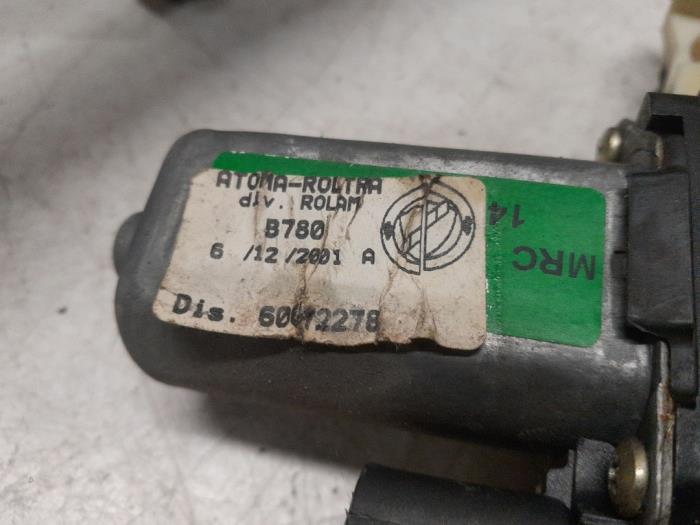 ATOMA-ROLTRA
div. ROLAM
B780
6 /12/2001 A
Dis.
MRC
14